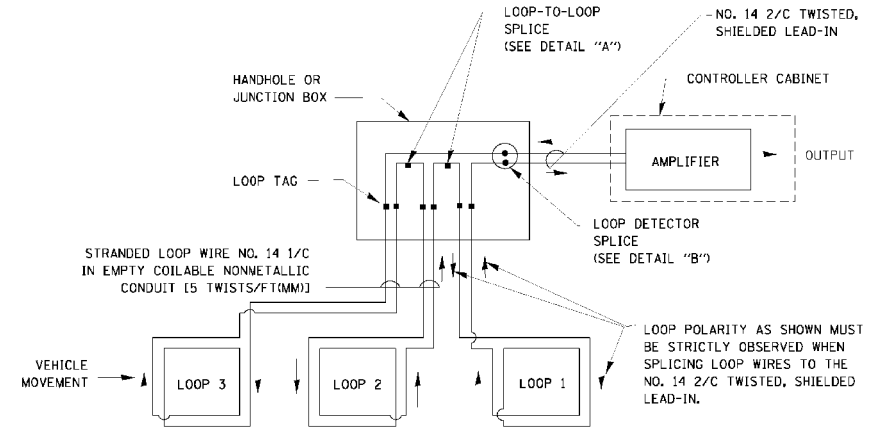 LOOP-TO-LOOP
SPLICE
(SEE DETAIL "A")
NO. 14 2/C TWISTED,
SHIELDED LEAD-IN
HANDHOLE OR
JUNCTION BOX
CONTROLLER CABINET
AMPLIFIER
OUTPUT
LOOP TAG
LOOP DETECTOR
SPLICE
(SEE DETAIL "B")
STRANDED LOOP WIRE NO. 14 1/C
IN EMPTY COILABLE NONMETALLIC
CONDUIT [5 TWISTS/FT(MM)]
LOOP POLARITY AS SHOWN MUST
BE STRICTLY OBSERVED WHEN
SPLICING LOOP WIRES TO THE
NO. 14 2/C TWISTED, SHIELDED
LEAD-IN.
VEHICLE
MOVEMENT
LOOP 3
LOOP 2
LOOP 1